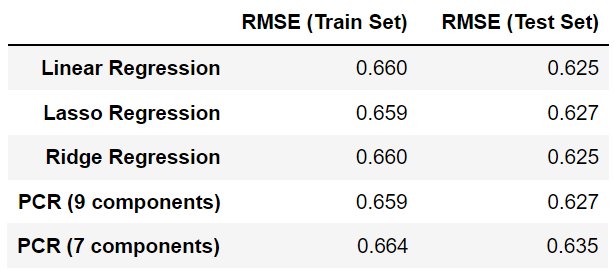 RMSE (Train Set) RMSE (Test Set)
Linear Regression 0.660 0.625
Lasso Regression 0.659 0.627
Ridge Regression 0.660 0.625
PCR (9 components) 0.659 0.627
PCR (7 components) 0.664 0.635